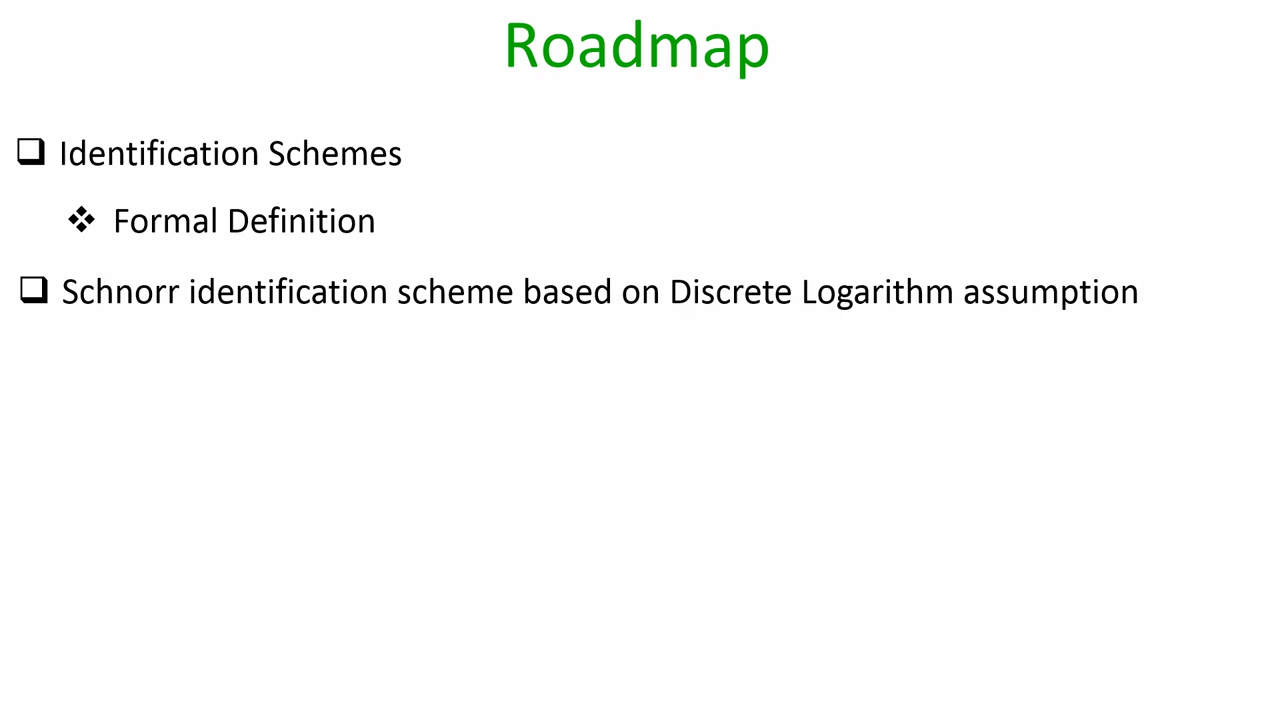 Roadmap
Identification Schemes
Formal Definition
Schnorr identification scheme based on Discrete Logarithm assumption